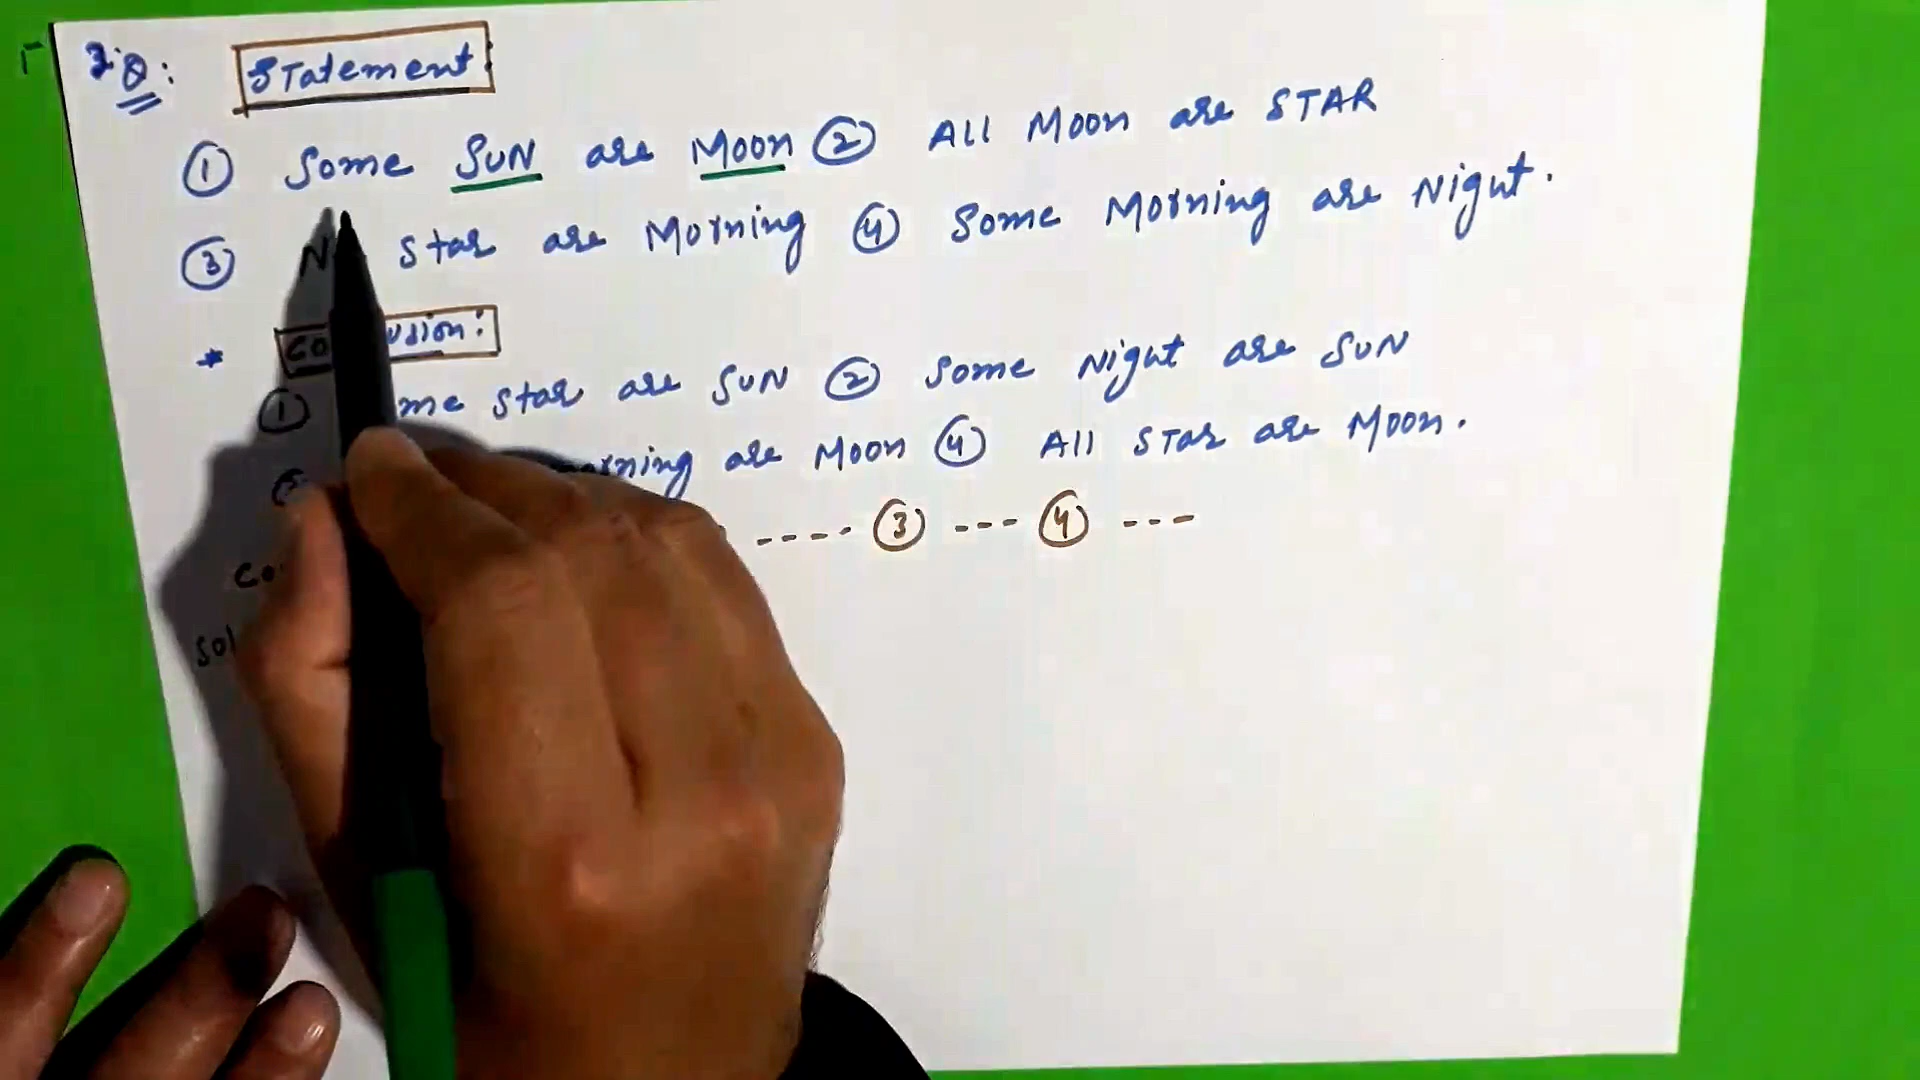 2 Q:
Statement
① Some SUN are Moon ② All Moon are STAR
③ star are Morning ④ Some Morning are Night.
*
① star are SUN ② Some Night are SUN
are Moon ④ All STar are Moon.
---- ③ --- ④ ---